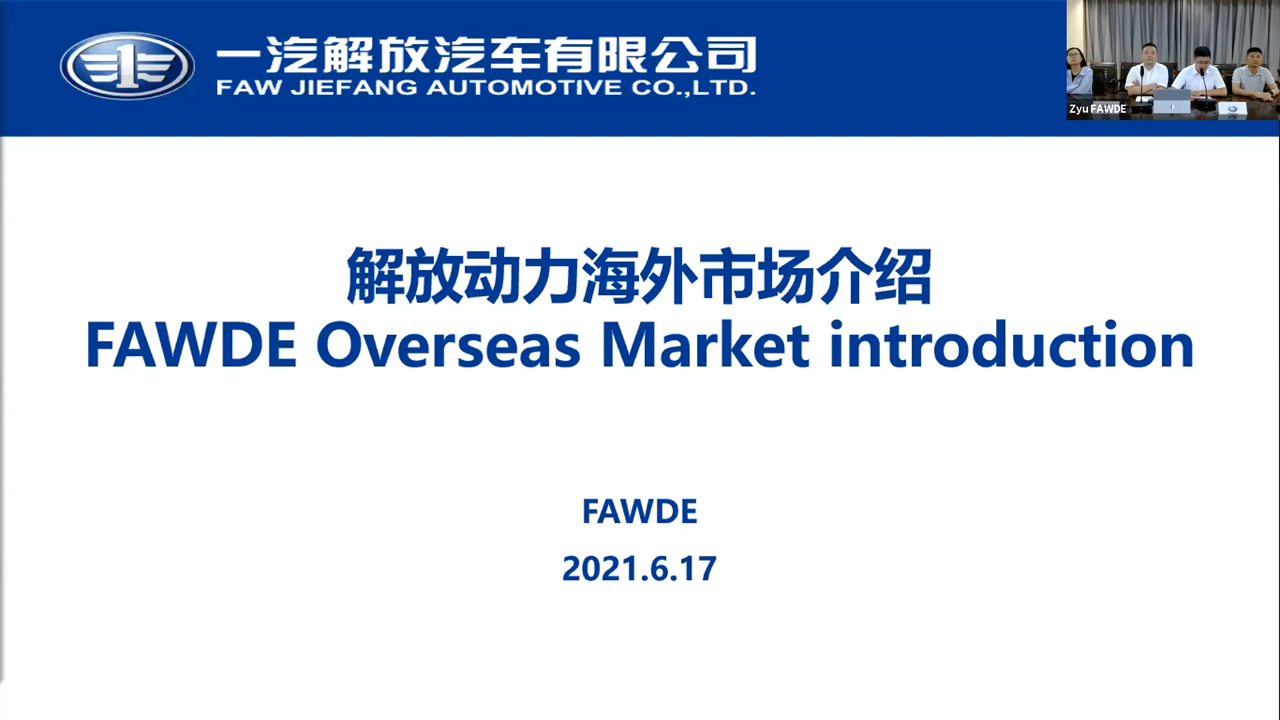 一汽解放汽车有限公司
FAW JIEFANG AUTOMOTIVE CO.,LTD.
Zyu FAWDE
解放动力海外市场介绍
FAWDE Overseas Market introduction
FAWDE
2021.6.17